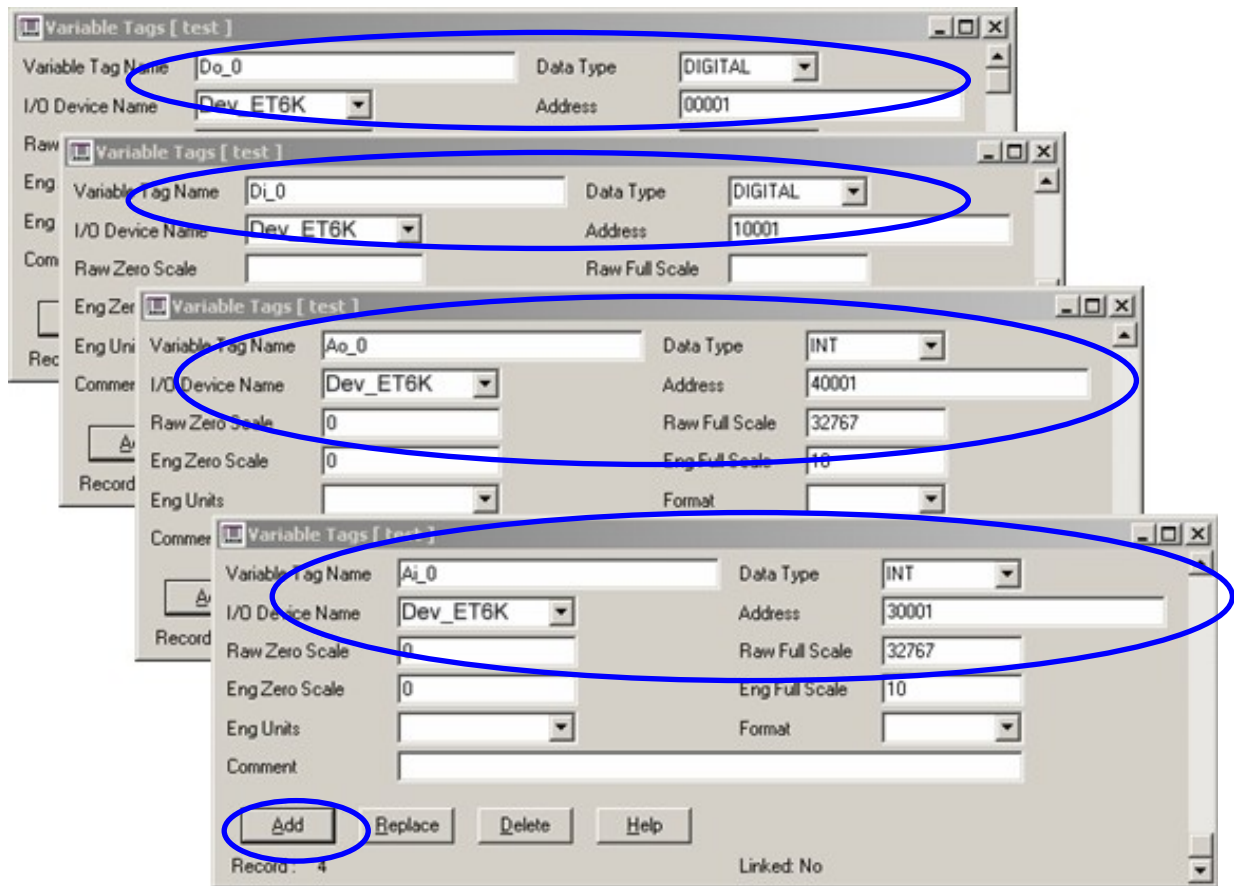 Variable Tags [ test ]
Variable Tag Name Do_0 Data Type DIGITAL
I/O Device Name Dev_ET6K Address 00001
Raw
Eng
Eng
Com
Rec
Variable Tags [ test ]
Variable Tag Name Di_0 Data Type DIGITAL
I/O Device Name Dev_ET6K Address 10001
Raw Zero Scale Raw Full Scale
Eng Zer
Eng Uni
Commer
A
Record
Variable Tags [ test ]
Variable Tag Name Ao_0 Data Type INT
I/O Device Name Dev_ET6K Address 40001
Raw Zero Scale 0 Raw Full Scale 32767
Eng Zero Scale 0 Eng Full Scale 10
Eng Units Format
Commer
A
Record
Variable Tags [ test ]
Variable Tag Name Ai_0 Data Type INT
I/O Device Name Dev_ET6K Address 30001
Raw Zero Scale 0 Raw Full Scale 32767
Eng Zero Scale 0 Eng Full Scale 10
Eng Units Format
Comment
Add Replace Delete Help
Record : 4 Linked: No